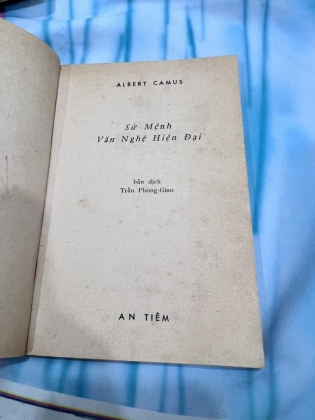 ALBERT CAMUS
Sứ Mệnh
Văn Nghệ Hiện Đại
bản dịch
Trần Phong-Giao
AN TIÊM